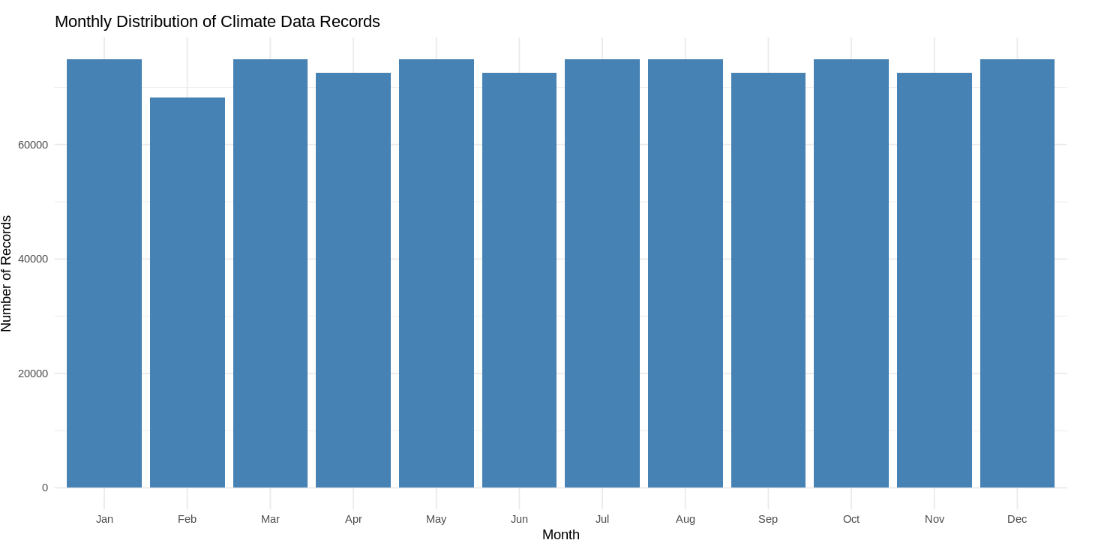 Monthly Distribution of Climate Data Records
Number of Records
60000
40000
20000
0
Jan Feb Mar Apr May Jun Jul Aug Sep Oct Nov Dec
Month